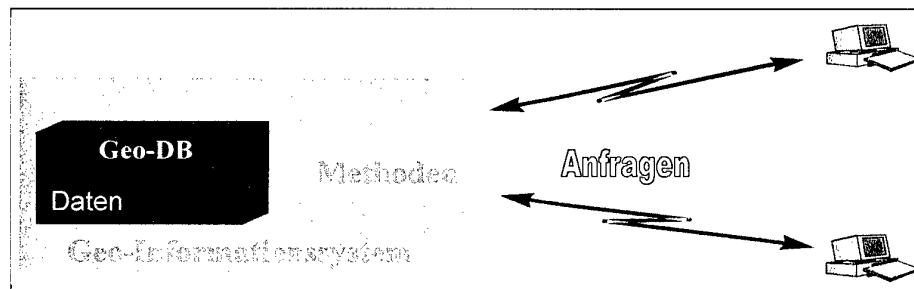 Geo-DB
Methoden
Anfragen
Daten
Geo-Informationssystem